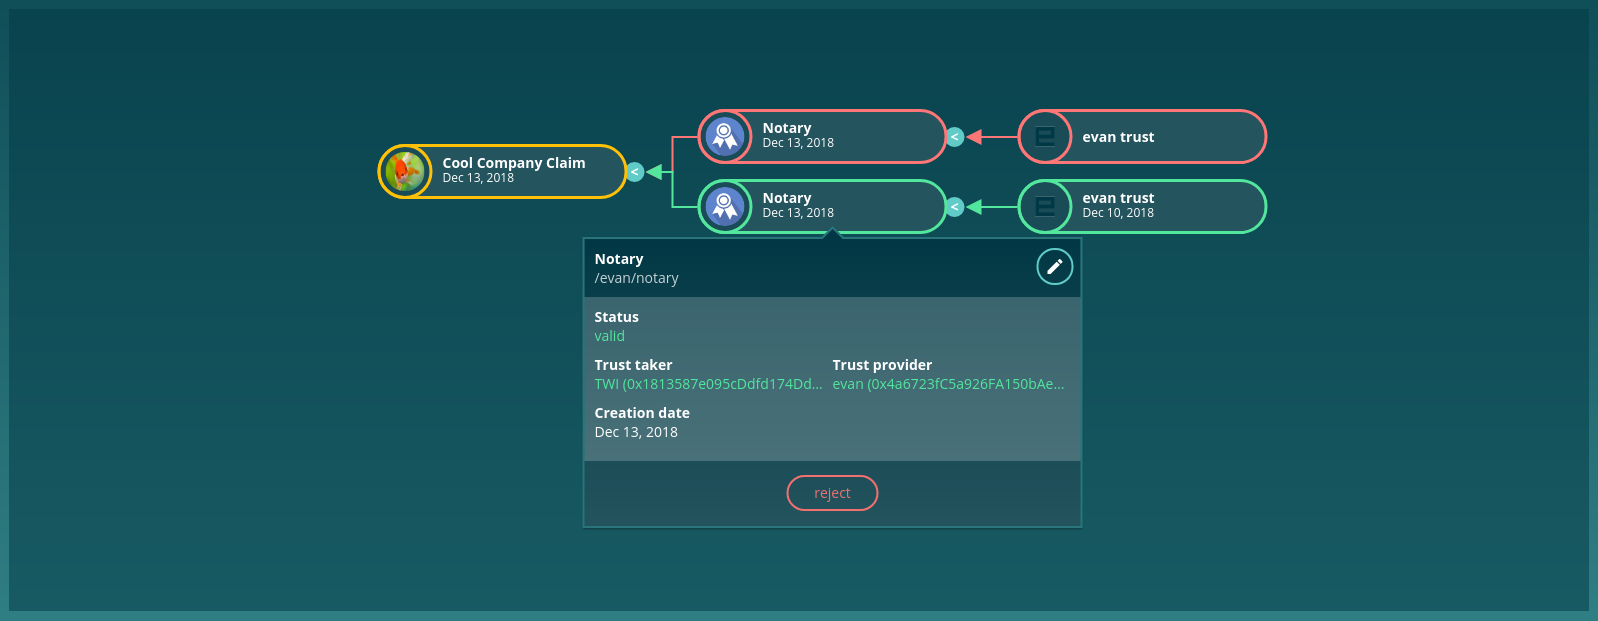 Notary
Dec 13, 2018
<
evan trust
Cool Company Claim
Dec 13, 2018
<
Notary
Dec 13, 2018
<
evan trust
Dec 10, 2018
Notary
/evan/notary
Status
valid
Trust taker
Trust provider
TWI (0x1813587e095cDdfd174Dd...
evan (0x4a6723fC5a926FA150bAe...
Creation date
Dec 13, 2018
reject